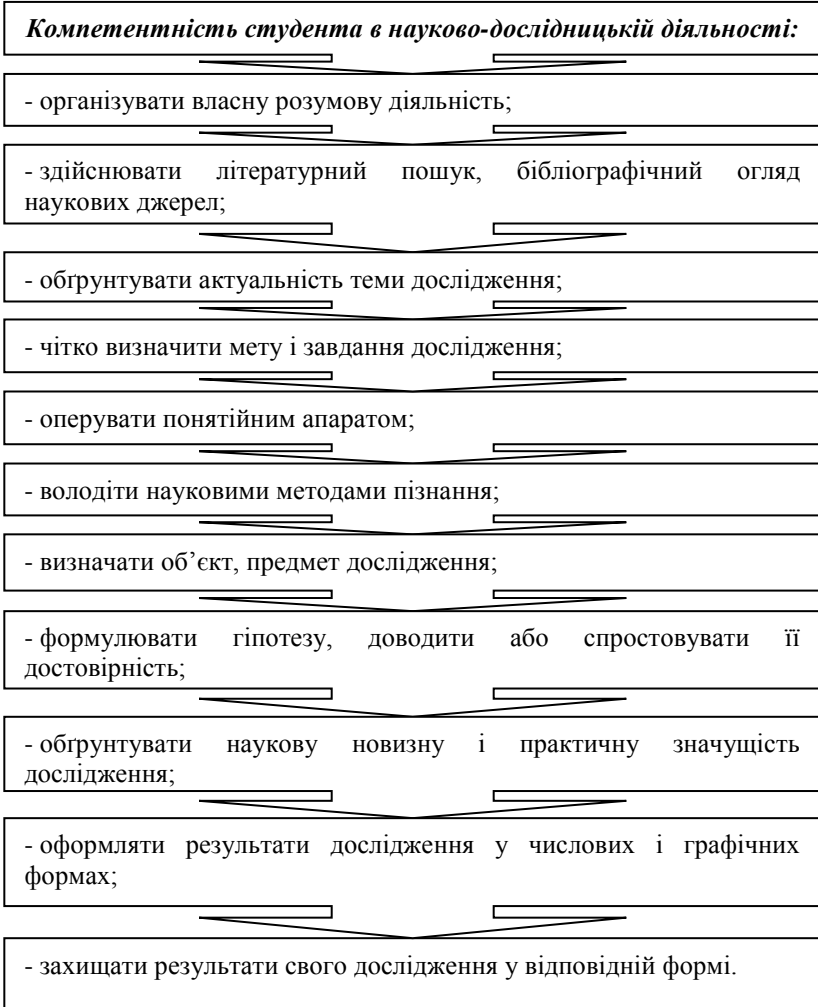 Компетентність студента в науково-дослідницькій діяльності:
- організувати власну розумову діяльність;
- здійснювати літературний пошук, бібліографічний огляд
наукових джерел;
- обґрунтувати актуальність теми дослідження;
- чітко визначити мету і завдання дослідження;
- оперувати понятійним апаратом;
- володіти науковими методами пізнання;
- визначати об’єкт, предмет дослідження;
- формулювати гіпотезу, доводити або спростовувати її
достовірність;
- обґрунтувати наукову новизну і практичну значущість
дослідження;
- оформляти результати дослідження у числових і графічних
формах;
- захищати результати свого дослідження у відповідній формі.